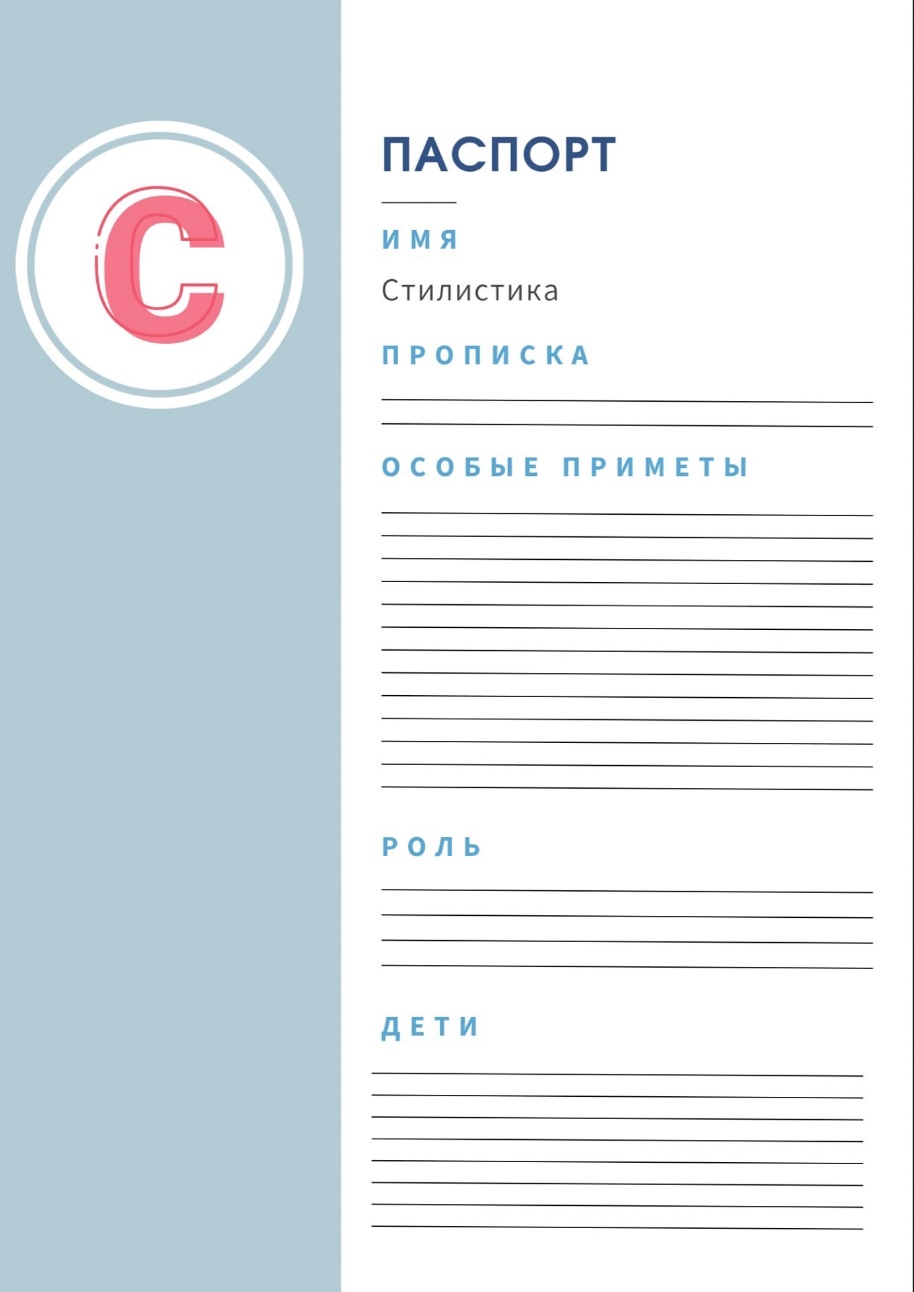 С
ПАСПОРТ
ИМЯ
Стилистика
ПРОПИСКА
ОСОБЫЕ ПРИМЕТЫ
РОЛЬ
ДЕТИ